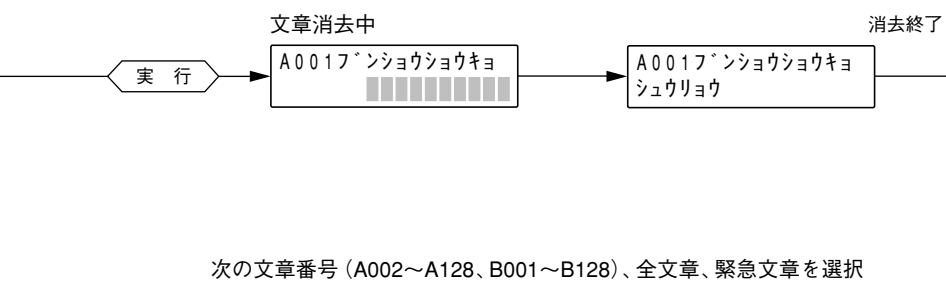 文章消去中
消去終了
実 行
A001ブンショウショウキョ
A001ブンショウショウキョ
シュウリョウ
次の文章番号(A002～A128、B001～B128)、全文章、緊急文章を選択